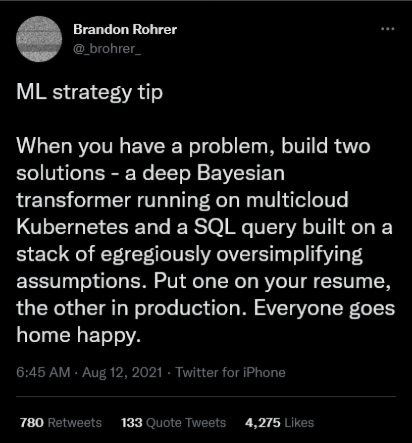 Brandon Rohrer
@_brohrer_
ML strategy tip
When you have a problem, build two
solutions - a deep Bayesian
transformer running on multicloud
Kubernetes and a SQL query built on a
stack of egregiously oversimplifying
assumptions. Put one on your resume,
the other in production. Everyone goes
home happy.
6:45 AM · Aug 12, 2021 · Twitter for iPhone
780 Retweets 133 Quote Tweets 4,275 Likes